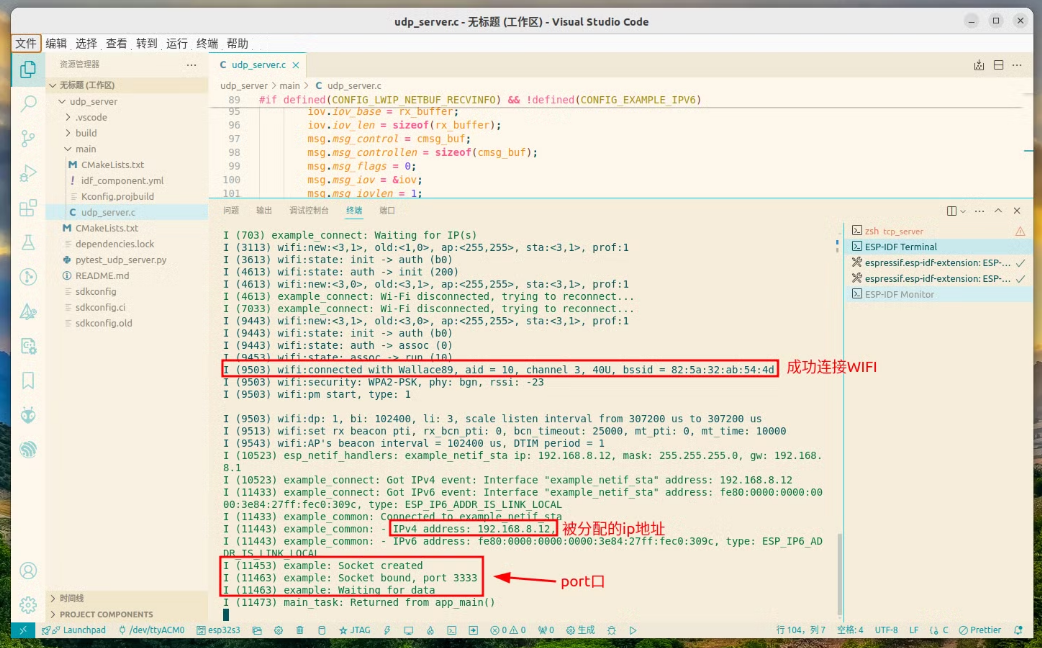 udp_server.c - 无标题 (工作区) - Visual Studio Code
文件 编辑 选择 查看 转到 运行 终端 帮助
资源管理器 ···
无标题 (工作区)
udp_server
.vscode
build
main
CMakeLists.txt
idf_component.yml
Kconfig.projbuild
udp_server.c
CMakeLists.txt
dependencies.lock
pytest_udp_server.py
README.md
sdkconfig
sdkconfig.ci
sdkconfig.old
时间线
PROJECT COMPONENTS
C udp_server.c
udp_server > main > C udp_server.c
89 #if defined(CONFIG_LWIP_NETBUF_RECVINFO) && !defined(CONFIG_EXAMPLE_IPV6)
95 iov.iov_base = rx_buffer;
96 iov.iov_len = sizeof(rx_buffer);
97 msg.msg_control = cmsg_buf;
98 msg.msg_controllen = sizeof(cmsg_buf);
99 msg.msg_flags = 0;
100 msg.msg_iov = &iov;
101 msg.msg_iovlen = 1;
问题 输出 调试控制台 终端 端口
I (703) example_connect: Waiting for IP(s)
I (3113) wifi:new:<3,1>, old:<1,0>, ap:<255,255>, sta:<3,1>, prof:1
I (3613) wifi:state: init -> auth (b0)
I (4613) wifi:state: auth -> init (200)
I (4613) wifi:new:<3,0>, old:<3,1>, ap:<255,255>, sta:<3,1>, prof:1
I (4613) example_connect: Wi-Fi disconnected, trying to reconnect...
I (7033) example_connect: Wi-Fi disconnected, trying to reconnect...
I (9443) wifi:new:<3,1>, old:<3,0>, ap:<255,255>, sta:<3,1>, prof:1
I (9443) wifi:state: init -> auth (b0)
I (9443) wifi:state: auth -> assoc (0)
I (9453) wifi:state: assoc -> run (10)
I (9503) wifi:connected with Wallace89, aid = 10, channel 3, 40U, bssid = 82:5a:32:ab:54:4d
成功连接WIFI
I (9503) wifi:security: WPA2-PSK, phy: bgn, rssi: -23
I (9503) wifi:pm start, type: 1
I (9503) wifi:dp: 1, bi: 102400, li: 3, scale listen interval from 307200 us to 307200 us
I (9513) wifi:set rx beacon pti, rx_bcn_pti: 0, bcn_timeout: 25000, mt_pti: 0, mt_time: 10000
I (9543) wifi:AP's beacon interval = 102400 us, DTIM period = 1
I (10523) esp_netif_handlers: example_netif_sta ip: 192.168.8.12, mask: 255.255.255.0, gw: 192.168.
8.1
I (10523) example_connect: Got IPv4 event: Interface "example_netif_sta" address: 192.168.8.12
I (11433) example_connect: Got IPv6 event: Interface "example_netif_sta" address: fe80:0000:0000:00
00:3e84:27ff:fec0:309c, type: ESP_IP6_ADDR_IS_LINK_LOCAL
I (11433) example_common: Connected to example_netif_sta
I (11443) example_common: - IPv4 address: 192.168.8.12,
被分配的ip地址
I (11443) example_common: - IPv6 address: fe80:0000:0000:0000:3e84:27ff:fec0:309c, type: ESP_IP6_AD
DR_IS_LINK_LOCAL
I (11453) example: Socket created
I (11463) example: Socket bound, port 3333
port口
I (11463) example: Waiting for data
I (11473) main_task: Returned from app_main()
zsh tcp_server
ESP-IDF Terminal
espressif.esp-idf-extension: ESP-...
espressif.esp-idf-extension: ESP-...
ESP-IDF Monitor
Launchpad /dev/ttyACM0 esp32s3 JTAG 0 0 0 生成 行 104，列 7 空格: 4 UTF-8 LF C Prettier